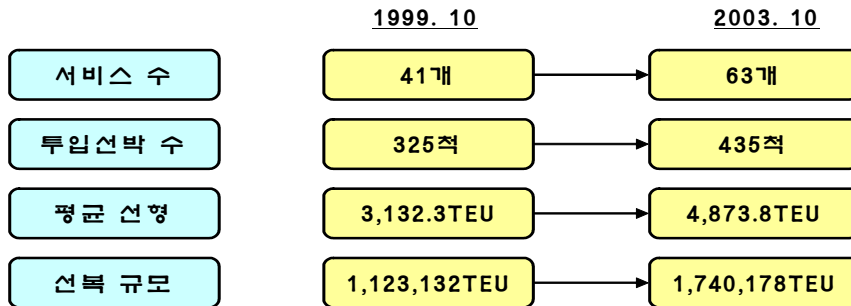 1999. 10 2003. 10
서비스 수 41개 63개
투입선박 수 325척 435척
평균 선형 3,132.3TEU 4,873.8TEU
선복 규모 1,123,132TEU 1,740,178TEU